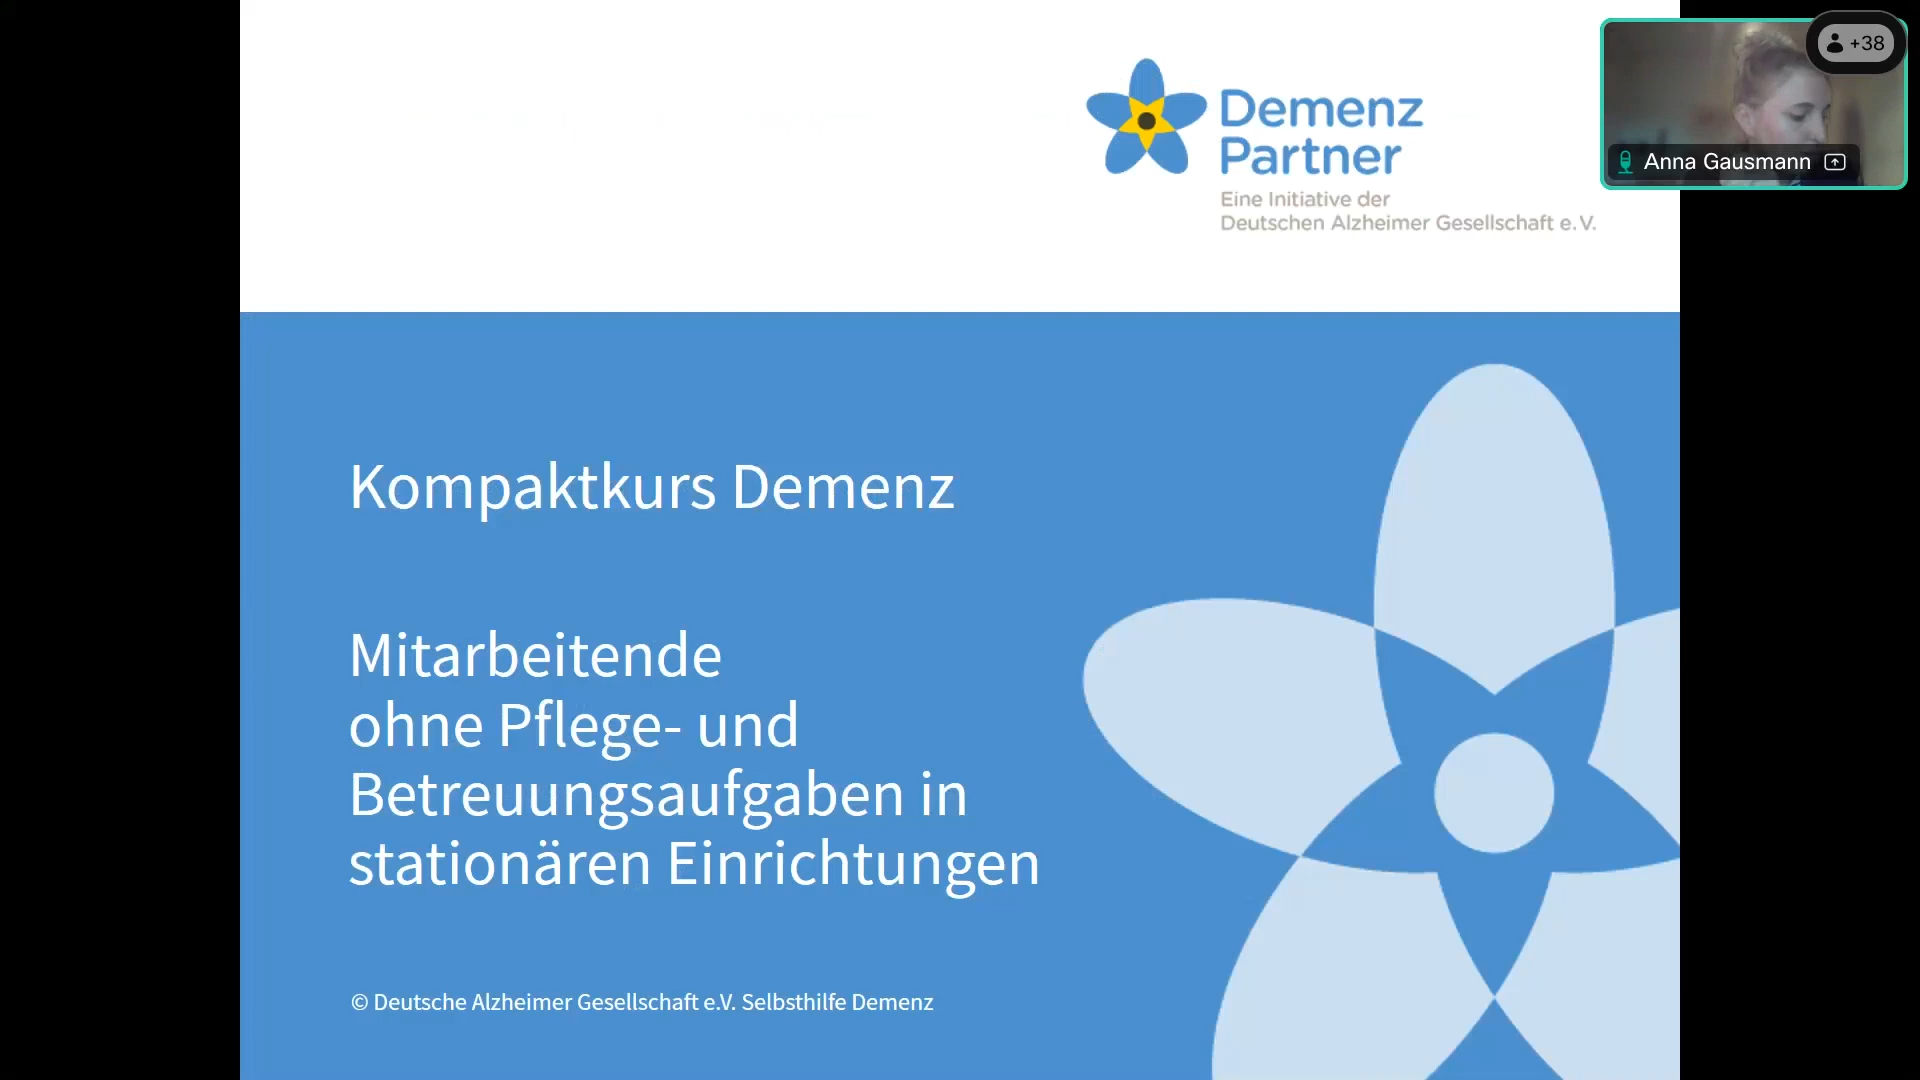 Demenz
Partner
Eine Initiative der
Deutschen Alzheimer Gesellschaft e.V.
+38
Anna Gausmann
Kompaktkurs Demenz
Mitarbeitende
ohne Pflege- und
Betreuungsaufgaben in
stationären Einrichtungen
© Deutsche Alzheimer Gesellschaft e.V. Selbsthilfe Demenz